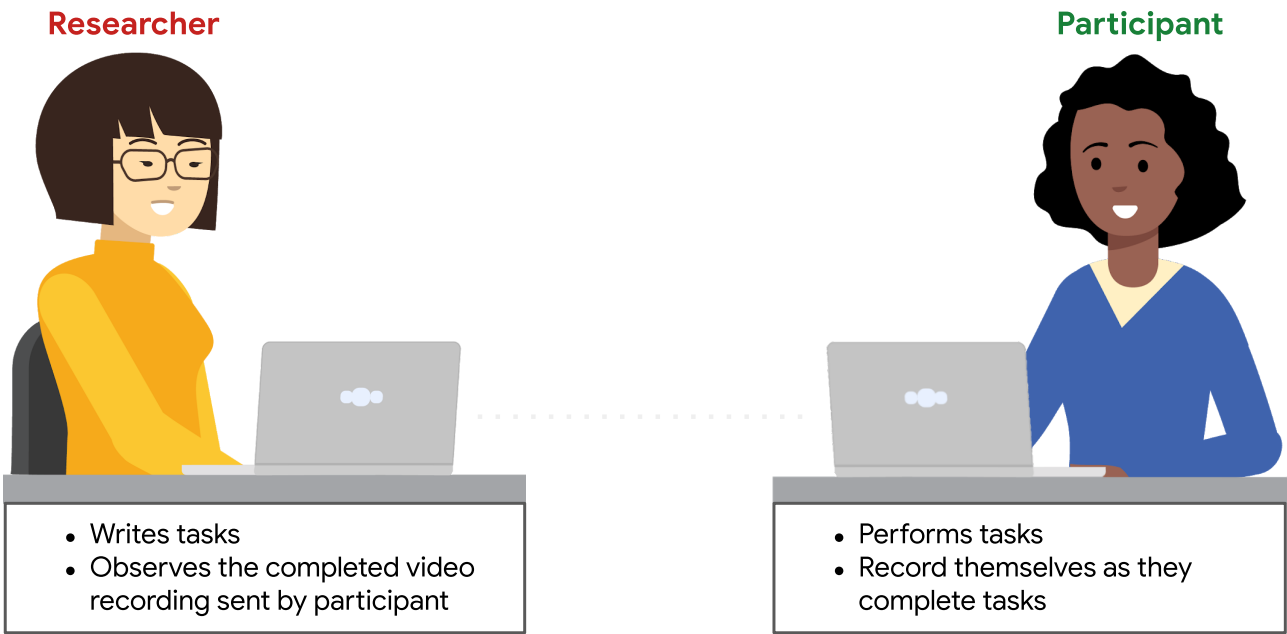 Researcher
Participant
• Writes tasks
• Observes the completed video
recording sent by participant
• Performs tasks
• Record themselves as they
complete tasks